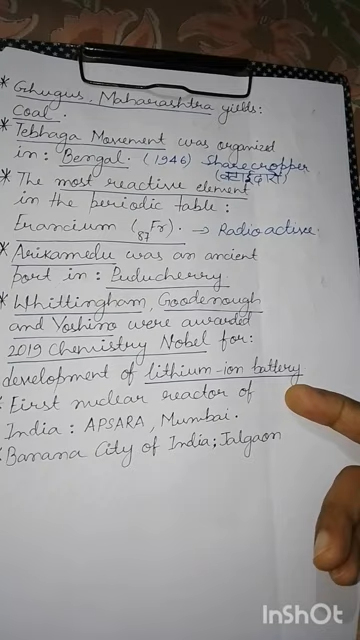 * Ghugus, Maharashtra yields:
Coal.
* Tebhaga Movement was organized
in: Bengal. (1946) Sharecropper
* The most reactive element
in the periodic table:
Francium (87Fr). → Radioactive.
* Arikamedu was an ancient
port in: Puducherry
* Whittingham, Goodenough
and Yoshino were awarded
2019 Chemistry Nobel for:
development of lithium-ion battery
* First nuclear reactor of
India: APSARA, Mumbai.
* Banana City of India; Jalgaon
InShOt